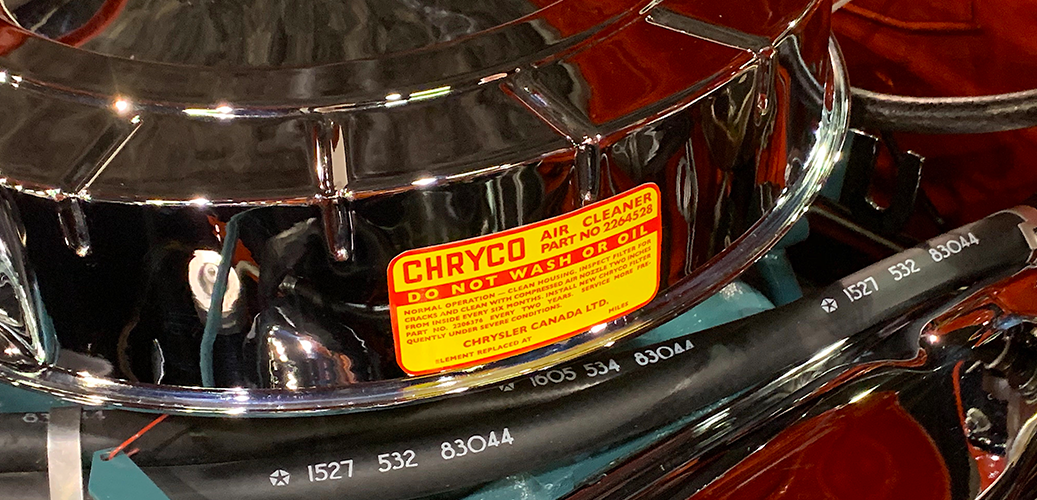 CHRYCO AIR CLEANER
PART NO 2264528
DO NOT WASH OR OIL
NORMAL OPERATION — CLEAN HOUSING, INSPECT FILTER FOR
CRACKS AND CLEAN WITH COMPRESSED AIR NOZZLE TWO INCHES
FROM INSIDE EVERY SIX MONTHS. INSTALL NEW CHRYCO FILTER
PART NO. 2208376 EVERY TWO YEARS. SERVICE MORE FRE-
QUENTLY UNDER SEVERE CONDITIONS.
CHRYSLER CANADA LTD.
ELEMENT REPLACED AT MILES
1527 532 83044
1605 534 83044
1527 532 83044